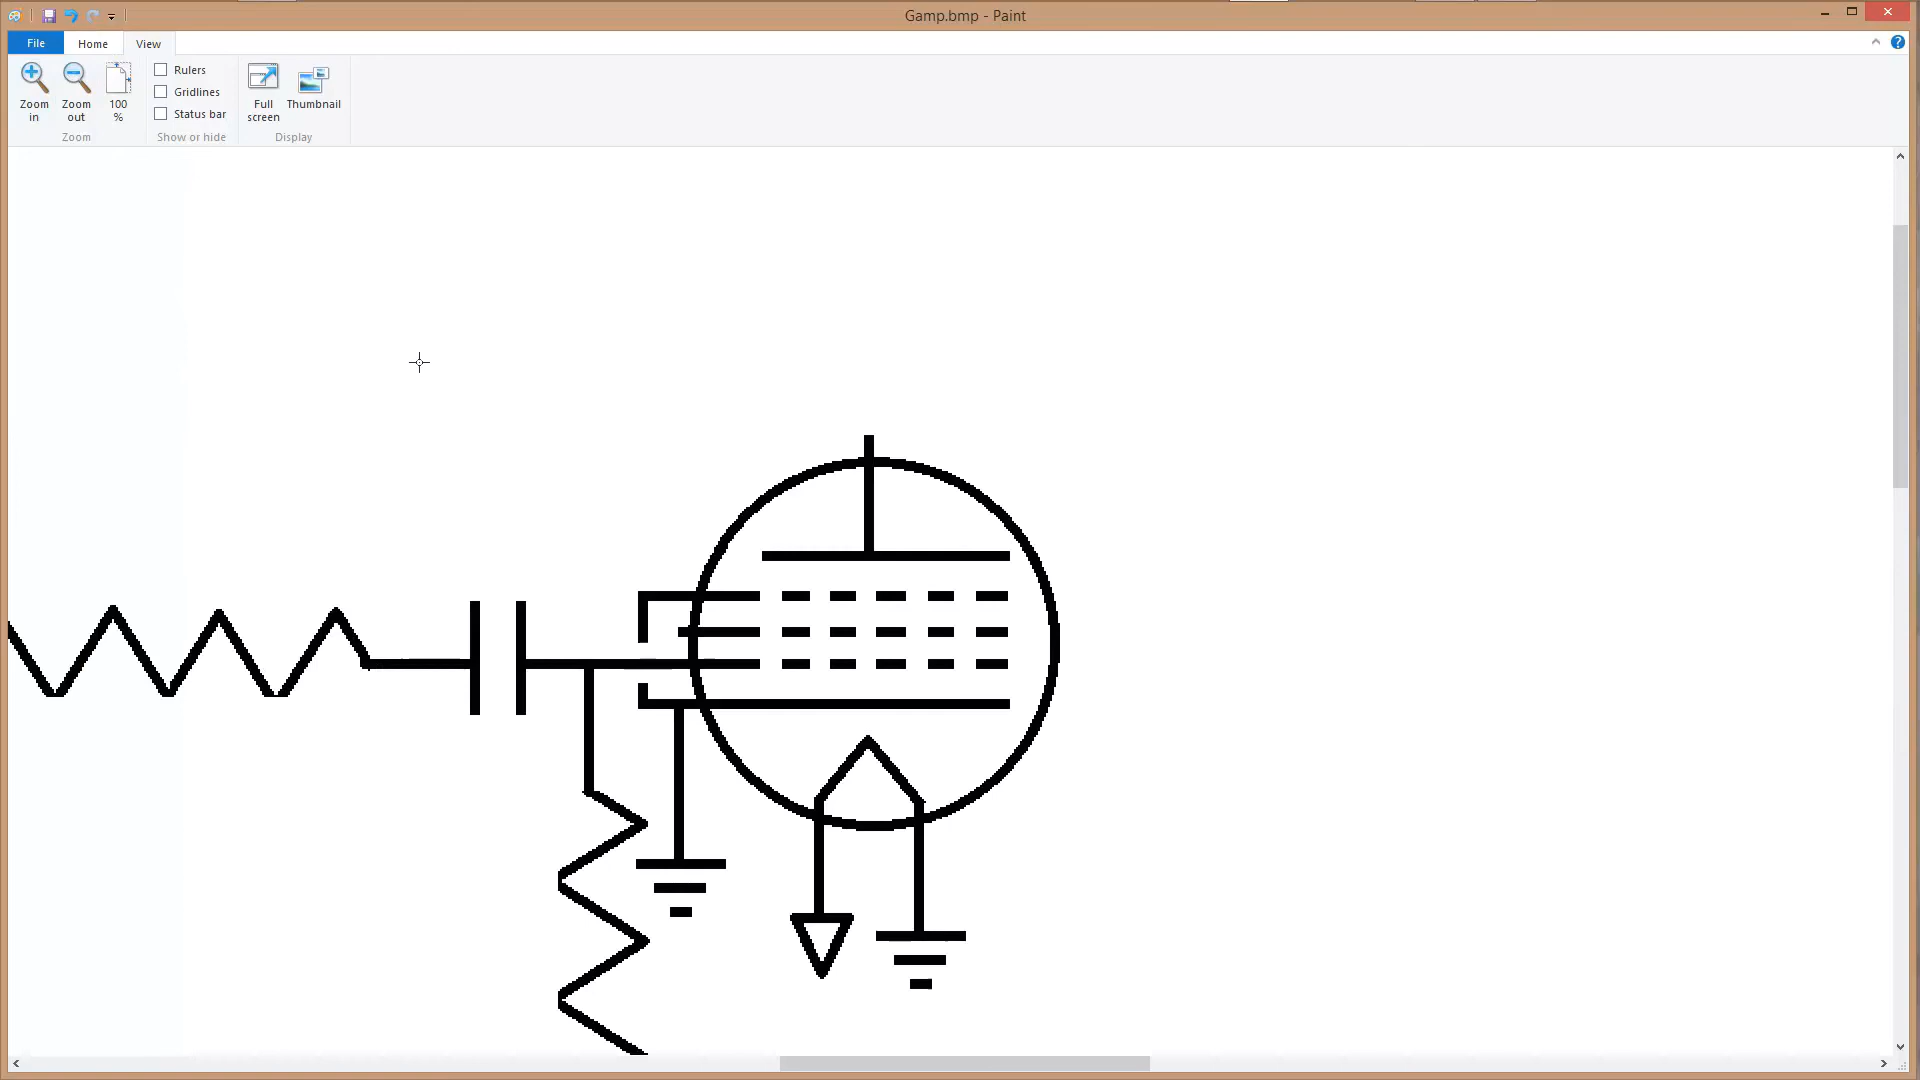 Gamp.bmp - Paint
File Home View
Zoom in
Zoom out
100 %
Rulers
Gridlines
Status bar
Full screen
Thumbnail
Zoom
Show or hide
Display